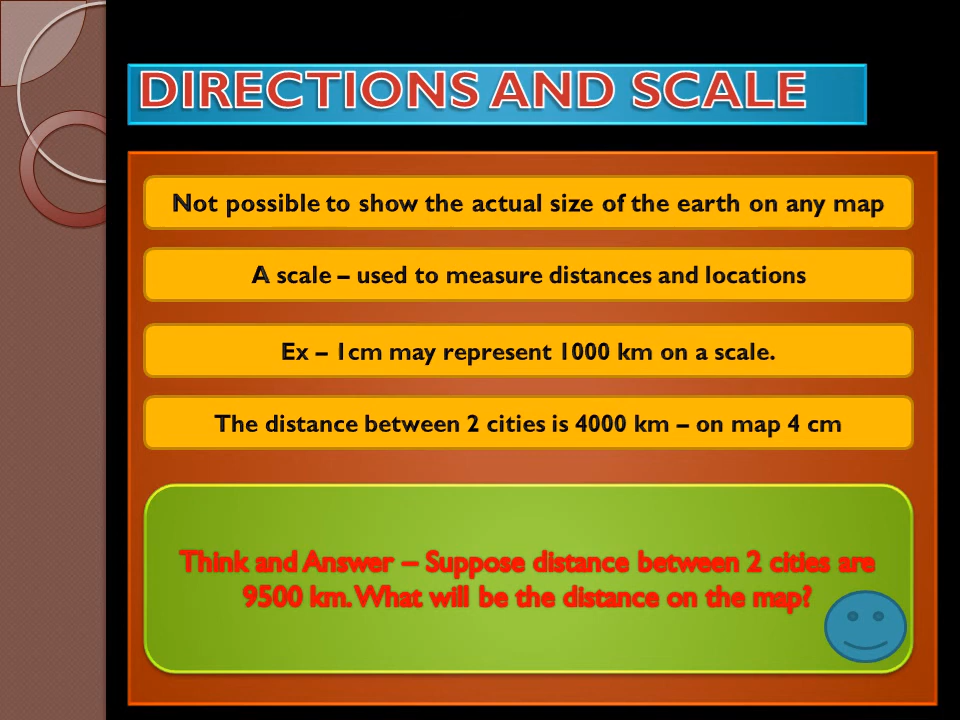 DIRECTIONS AND SCALE
Not possible to show the actual size of the earth on any map
A scale – used to measure distances and locations
Ex – 1cm may represent 1000 km on a scale.
The distance between 2 cities is 4000 km – on map 4 cm
Think and Answer – Suppose distance between 2 cities are
9500 km. What will be the distance on the map?